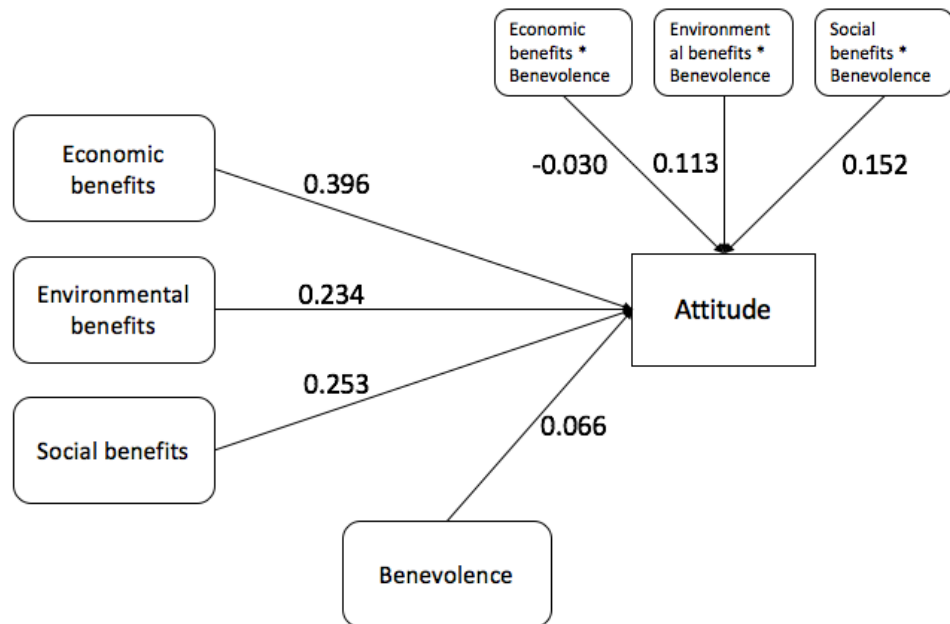 Economic
benefits *
Benevolence
Environment
al benefits *
Benevolence
Social
benefits *
Benevolence
Economic
benefits
0.396
-0.030
0.113
0.152
Environmental
benefits
0.234
Attitude
Social benefits
0.253
0.066
Benevolence